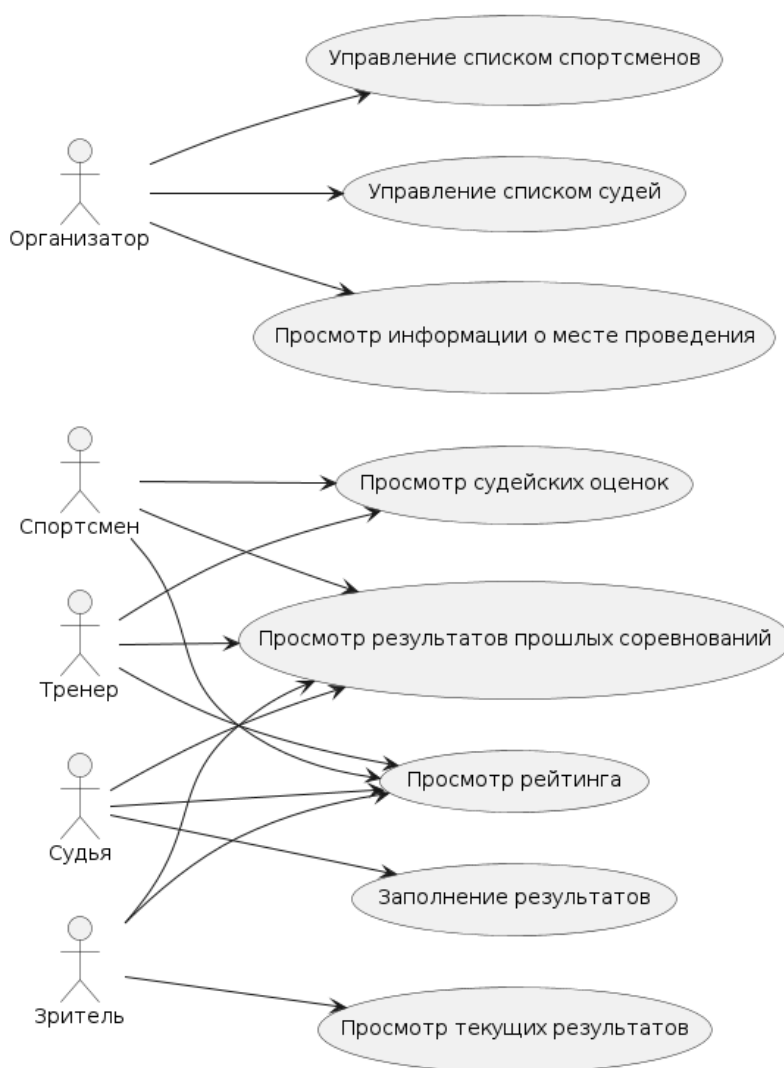 Управление списком спортсменов
Управление списком судей
Организатор
Просмотр информации о месте проведения
Просмотр судейских оценок
Спортсмен
Просмотр результатов прошлых соревнований
Тренер
Просмотр рейтинга
Судья
Заполнение результатов
Зритель
Просмотр текущих результатов